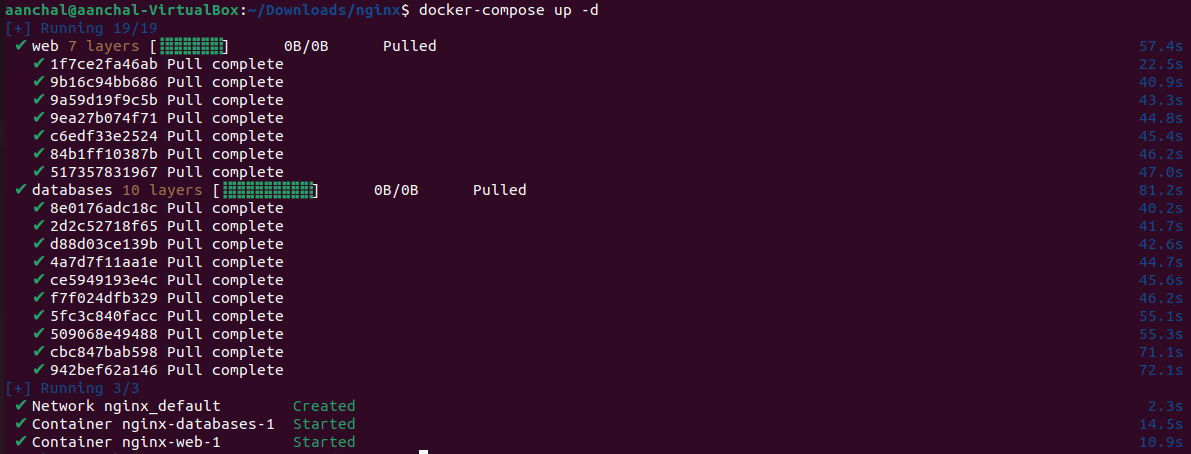 aanchal@aanchal-VirtualBox:~/Downloads/nginx$ docker-compose up -d
[+] Running 19/19
✔ web 7 layers [⣿⣿⣿⣿⣿⣿⣿] 0B/0B Pulled 57.4s
✔ 1f7ce2fa46ab Pull complete 22.5s
✔ 9b16c94bb686 Pull complete 40.9s
✔ 9a59d19f9c5b Pull complete 43.3s
✔ 9ea27b074f71 Pull complete 44.8s
✔ c6edf33e2524 Pull complete 45.4s
✔ 84b1ff10387b Pull complete 46.2s
✔ 517357831967 Pull complete 47.0s
✔ databases 10 layers [⣿⣿⣿⣿⣿⣿⣿⣿⣿⣿] 0B/0B Pulled 81.2s
✔ 8e0176adc18c Pull complete 40.2s
✔ 2d2c52718f65 Pull complete 41.7s
✔ d88d03ce139b Pull complete 42.6s
✔ 4a7d7f11aa1e Pull complete 44.7s
✔ ce5949193e4c Pull complete 45.6s
✔ f7f024dfb329 Pull complete 46.2s
✔ 5fc3c840facc Pull complete 55.1s
✔ 509068e49488 Pull complete 55.3s
✔ cbc847bab598 Pull complete 71.1s
✔ 942bef62a146 Pull complete 72.1s
[+] Running 3/3
✔ Network nginx_default Created 2.3s
✔ Container nginx-databases-1 Started 14.5s
✔ Container nginx-web-1 Started 10.9s